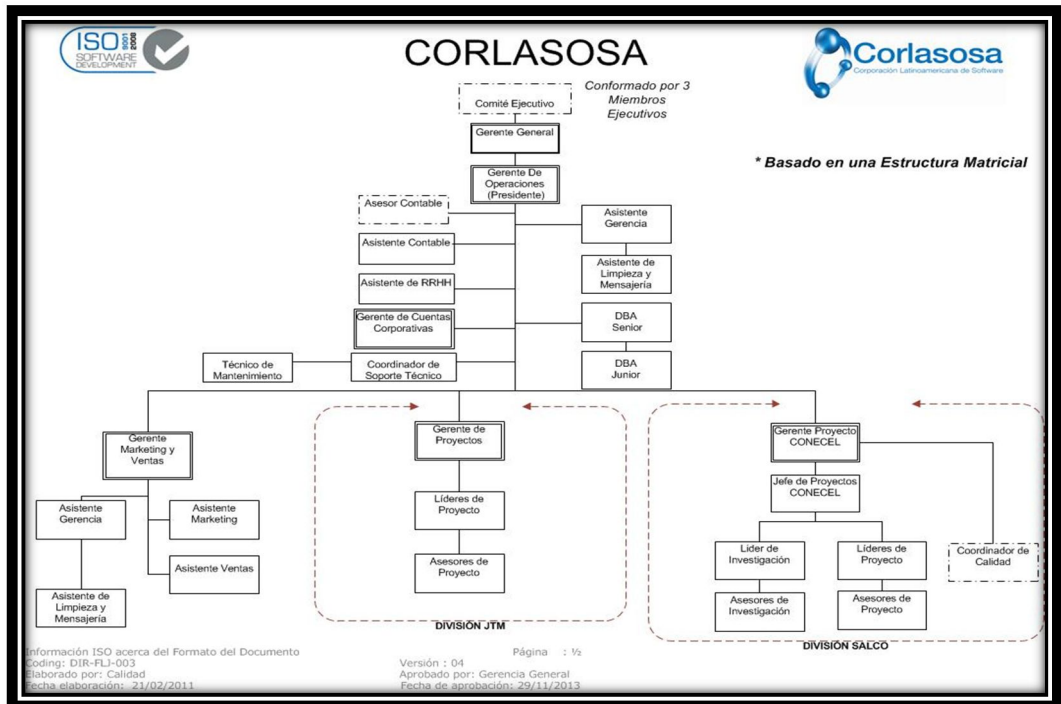 ISO 9001 2008
SOFTWARE
DEVELOPMENT
CORLASOSA
Corlasosa
Corporación Latinoamericana de Software
Conformado por 3
Miembros
Ejecutivos
Comité Ejecutivo
Gerente General
* Basado en una Estructura Matricial
Gerente De
Operaciones
(Presidente)
Asesor Contable
Asistente
Gerencia
Asistente Contable
Asistente de
Limpieza y
Mensajería
Asistente de RRHH
Gerente de Cuentas
Corporativas
DBA
Senior
Técnico de
Mantenimiento
Coordinador de
Soporte Técnico
DBA
Junior
Gerente
Marketing y
Ventas
Gerente de
Proyectos
Gerente Proyecto
CONECEL
Jefe de Proyectos
CONECEL
Asistente
Gerencia
Asistente
Marketing
Líderes de
Proyecto
Lider de
Investigación
Líderes de
Proyecto
Coordinador de
Calidad
Asistente Ventas
Asesores de
Proyecto
Asistente de
Limpieza y
Mensajería
Asesores de
Investigación
Asesores de
Proyecto
DIVISIÓN JTM
DIVISIÓN SALCO
Información ISO acerca del Formato del Documento
Página : ½
Coding: DIR-FLJ-003
Versión : 04
Elaborado por: Calidad
Aprobado por: Gerencia General
Fecha elaboración: 21/02/2011
Fecha de aprobación: 29/11/2013